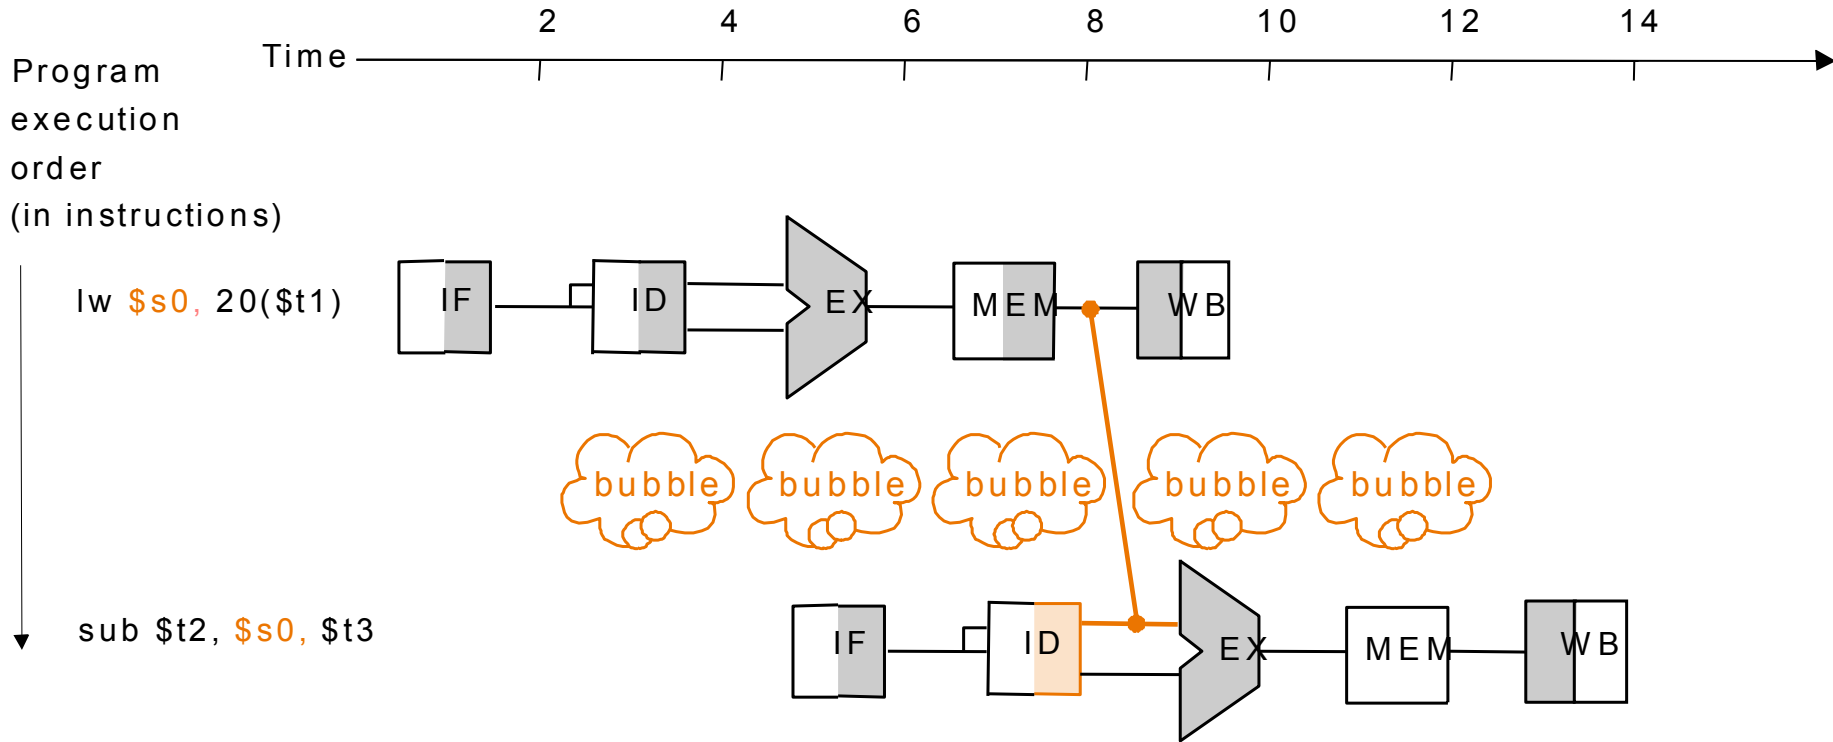 2 4 6 8 10 12 14
Time
Program
execution
order
(in instructions)
lw $s0, 20($t1)
IF ID EX MEM WB
bubble bubble bubble bubble bubble
sub $t2, $s0, $t3
IF ID EX MEM WB